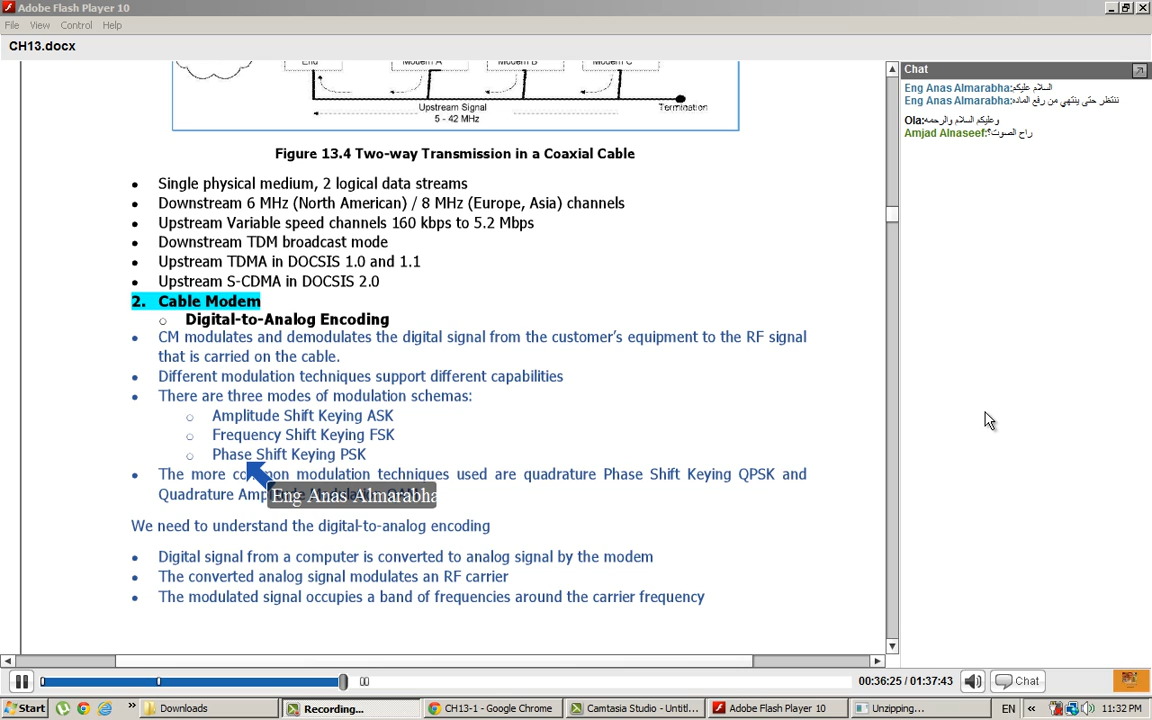 Adobe Flash Player 10
File View Control Help
CH13.docx
End Modem A Modem B Modem C
Upstream Signal
5 - 42 MHz
Termination
Figure 13.4 Two-way Transmission in a Coaxial Cable
• Single physical medium, 2 logical data streams
• Downstream 6 MHz (North American) / 8 MHz (Europe, Asia) channels
• Upstream Variable speed channels 160 kbps to 5.2 Mbps
• Downstream TDM broadcast mode
• Upstream TDMA in DOCSIS 1.0 and 1.1
• Upstream S-CDMA in DOCSIS 2.0
2. Cable Modem
○ Digital-to-Analog Encoding
• CM modulates and demodulates the digital signal from the customer's equipment to the RF signal
that is carried on the cable.
• Different modulation techniques support different capabilities
• There are three modes of modulation schemas:
○ Amplitude Shift Keying ASK
○ Frequency Shift Keying FSK
○ Phase Shift Keying PSK
• The more common modulation techniques used are quadrature Phase Shift Keying QPSK and
Quadrature Amp
Eng Anas Almarabha
We need to understand the digital-to-analog encoding
• Digital signal from a computer is converted to analog signal by the modem
• The converted analog signal modulates an RF carrier
• The modulated signal occupies a band of frequencies around the carrier frequency
Chat
Eng Anas Almarabha:السلام عليكم
Eng Anas Almarabha:ننتظر حتى ينتهي من رفع الماده
Ola:وعليكم السلام والرحمه
Amjad Alnaseef:راح الصوت؟
00:36:25 / 01:37:43
Chat
Start
Downloads
Recording...
CH13-1 - Google Chrome
Camtasia Studio - Untitl...
Adobe Flash Player 10
Unzipping...
EN
11:32 PM